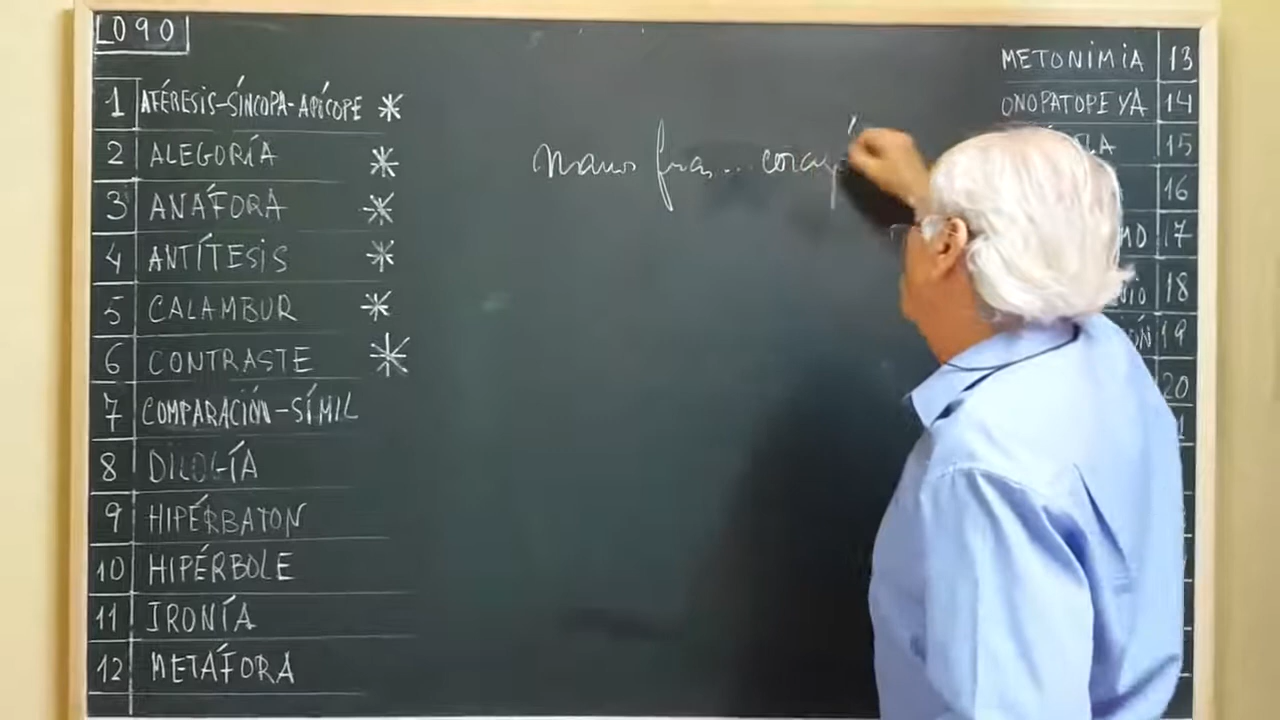 L090
1 AFÉRESIS-SÍNCOPA-APÓCOPE *
2 ALEGORÍA *
3 ANÁFORA *
4 ANTÍTESIS *
5 CALAMBUR *
6 CONTRASTE *
7 COMPARACIÓN-SÍMIL
8 DILOGÍA
9 HIPÉRBATON
10 HIPÉRBOLE
11 IRONÍA
12 METÁFORA
manos frías... coraz
METONIMIA 13
ONOPATOPEYA 14
15
16
17
18
19
20